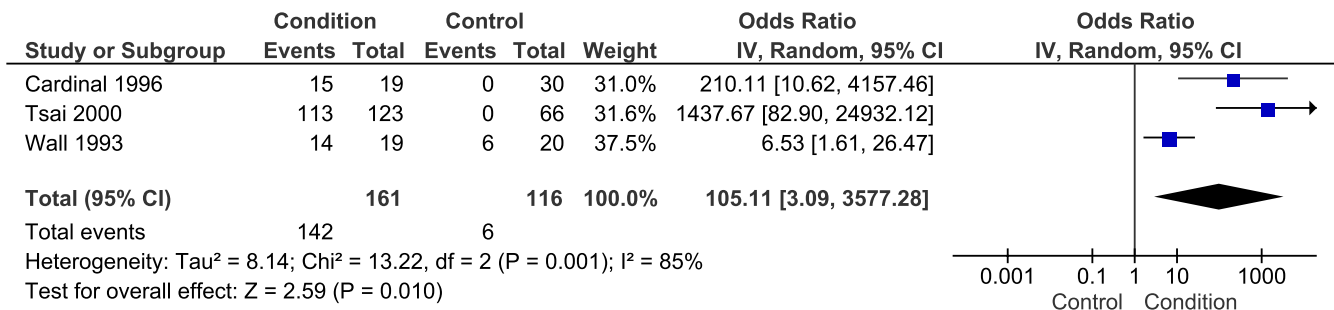 Condition Control Odds Ratio Odds Ratio
Study or Subgroup Events Total Events Total Weight IV, Random, 95% CI IV, Random, 95% CI
Cardinal 1996 15 19 0 30 31.0% 210.11 [10.62, 4157.46]
Tsai 2000 113 123 0 66 31.6% 1437.67 [82.90, 24932.12]
Wall 1993 14 19 6 20 37.5% 6.53 [1.61, 26.47]
Total (95% CI) 161 116 100.0% 105.11 [3.09, 3577.28]
Total events 142 6
Heterogeneity: Tau² = 8.14; Chi² = 13.22, df = 2 (P = 0.001); I² = 85%
Test for overall effect: Z = 2.59 (P = 0.010)
0.001 0.1 1 10 1000
Control Condition